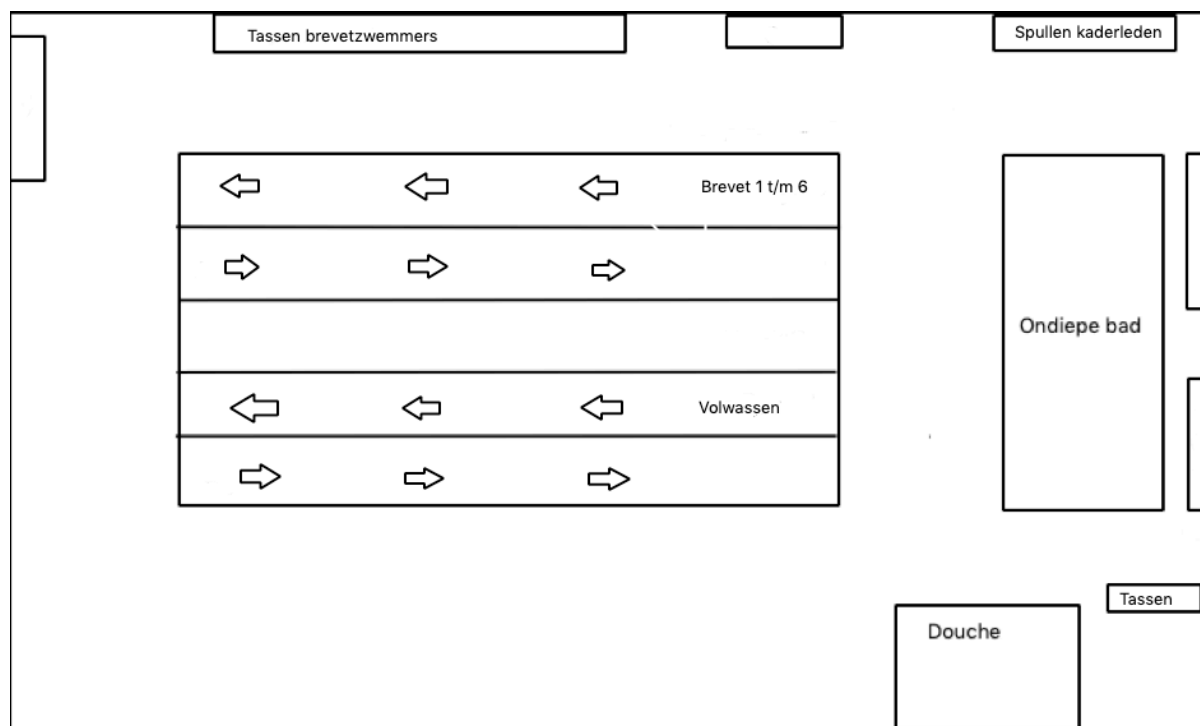 Tassen brevetzwemmers
Spullen kaderleden
Brevet 1 t/m 6
Ondiepe bad
Volwassen
Tassen
Douche